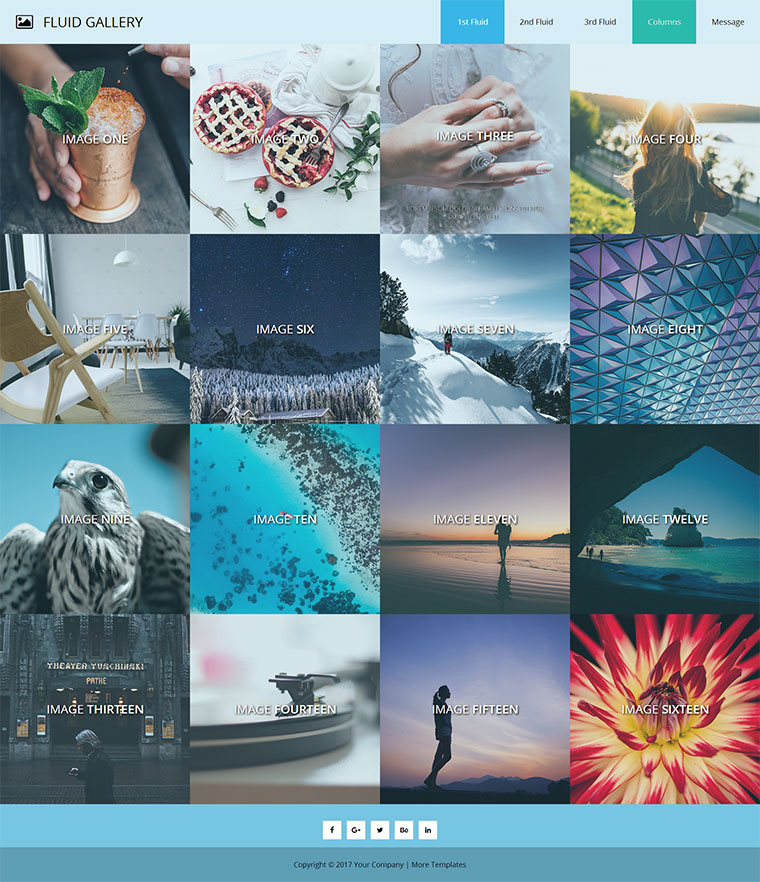 FLUID GALLERY
1st Fluid
2nd Fluid
3rd Fluid
Columns
Message
IMAGE ONE
IMAGE TWO
IMAGE THREE
IMAGE FOUR
IMAGE FIVE
IMAGE SIX
IMAGE SEVEN
IMAGE EIGHT
IMAGE NINE
IMAGE TEN
IMAGE ELEVEN
IMAGE TWELVE
THEATER TUSCHINSKI
PATHE
IMAGE THIRTEEN
IMAGE FOURTEEN
IMAGE FIFTEEN
IMAGE SIXTEEN
f
G+
Bē
in
Copyright © 2017 Your Company | More Templates